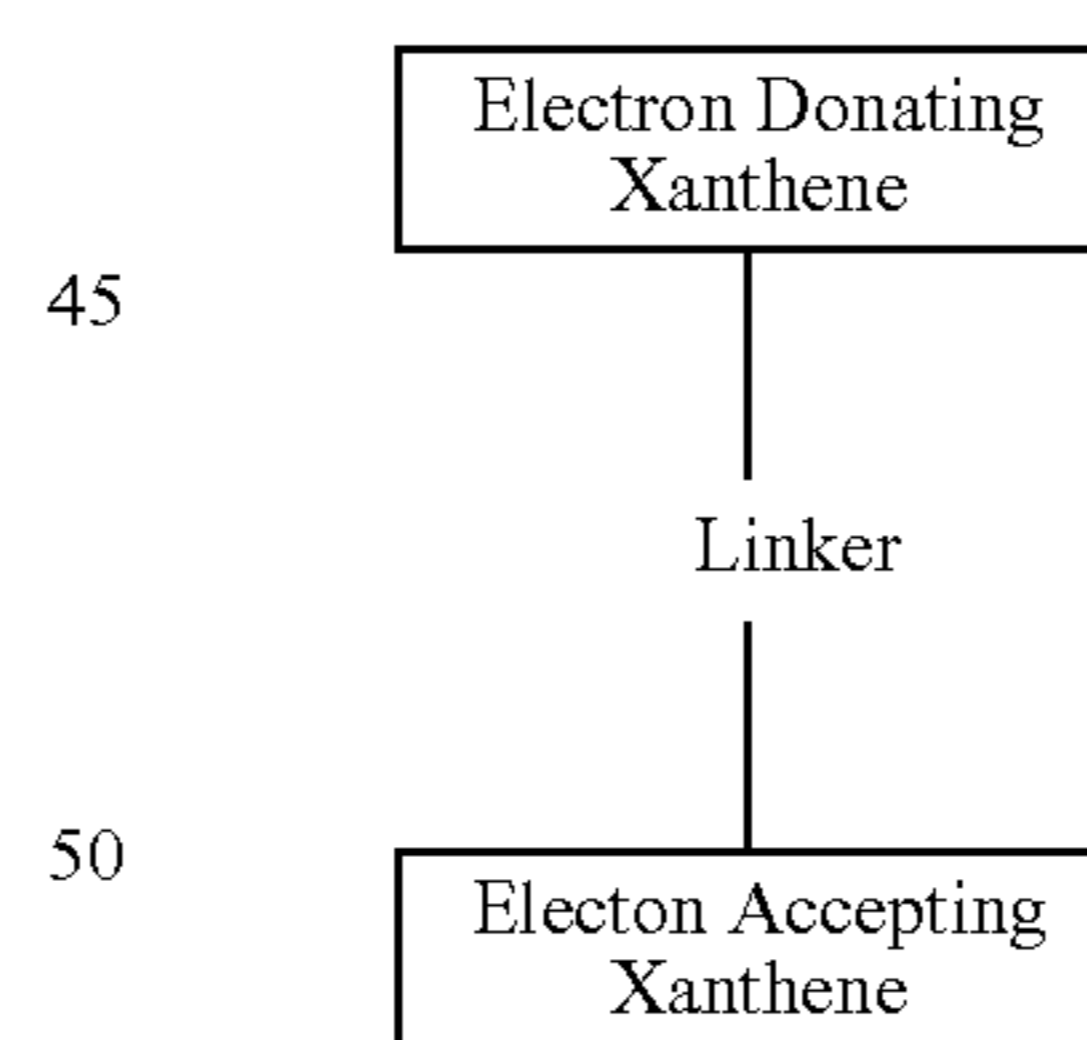 Electron Donating
Xanthene
45
Linker
50
Electon Accepting
Xanthene